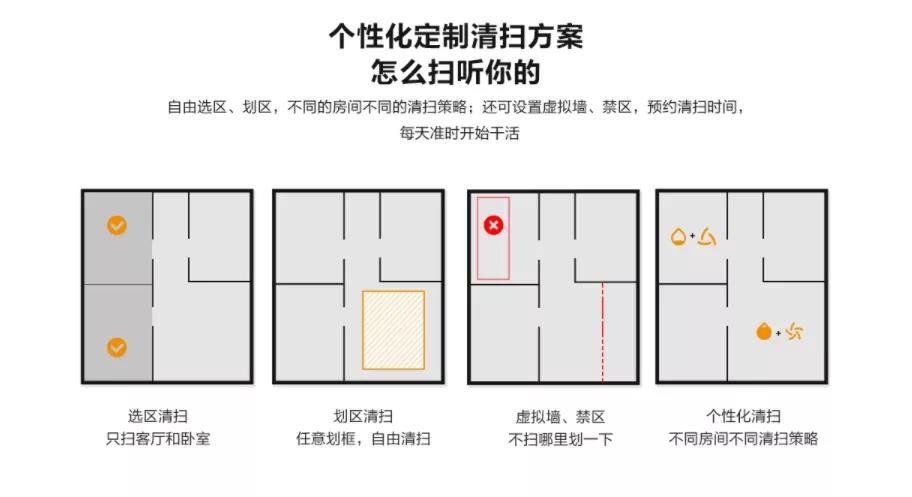 个性化定制清扫方案
怎么扫听你的
自由选区、划区，不同的房间不同的清扫策略；还可设置虚拟墙、禁区，预约清扫时间，
每天准时开始干活
选区清扫
只扫客厅和卧室
划区清扫
任意划框，自由清扫
虚拟墙、禁区
不扫哪里划一下
个性化清扫
不同房间不同清扫策略